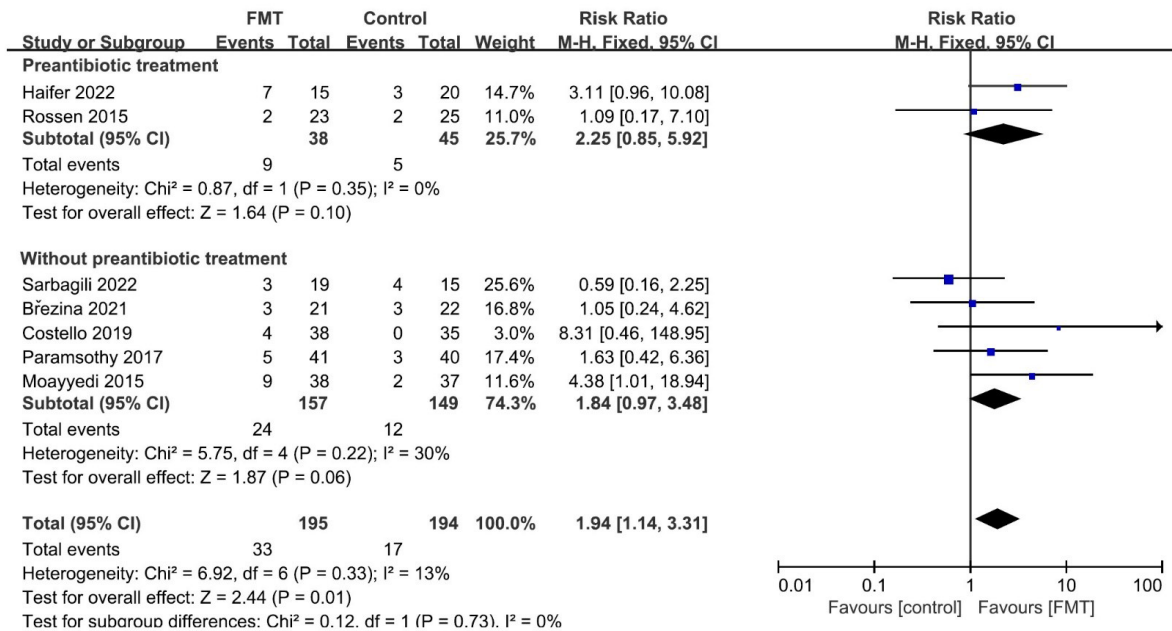 FMT Control Risk Ratio Risk Ratio
Study or Subgroup Events Total Events Total Weight M-H. Fixed. 95% CI M-H. Fixed. 95% CI
Preantibiotic treatment
Haifer 2022 7 15 3 20 14.7% 3.11 [0.96, 10.08]
Rossen 2015 2 23 2 25 11.0% 1.09 [0.17, 7.10]
Subtotal (95% CI) 38 45 25.7% 2.25 [0.85, 5.92]
Total events 9 5
Heterogeneity: Chi² = 0.87, df = 1 (P = 0.35); I² = 0%
Test for overall effect: Z = 1.64 (P = 0.10)
Without preantibiotic treatment
Sarbagili 2022 3 19 4 15 25.6% 0.59 [0.16, 2.25]
Březina 2021 3 21 3 22 16.8% 1.05 [0.24, 4.62]
Costello 2019 4 38 0 35 3.0% 8.31 [0.46, 148.95]
Paramsothy 2017 5 41 3 40 17.4% 1.63 [0.42, 6.36]
Moayyedi 2015 9 38 2 37 11.6% 4.38 [1.01, 18.94]
Subtotal (95% CI) 157 149 74.3% 1.84 [0.97, 3.48]
Total events 24 12
Heterogeneity: Chi² = 5.75, df = 4 (P = 0.22); I² = 30%
Test for overall effect: Z = 1.87 (P = 0.06)
Total (95% CI) 195 194 100.0% 1.94 [1.14, 3.31]
Total events 33 17
Heterogeneity: Chi² = 6.92, df = 6 (P = 0.33); I² = 13%
Test for overall effect: Z = 2.44 (P = 0.01)
Test for subgroup differences: Chi² = 0.12. df = 1 (P = 0.73). I² = 0%
0.01 0.1 1 10 100
Favours [control] Favours [FMT]